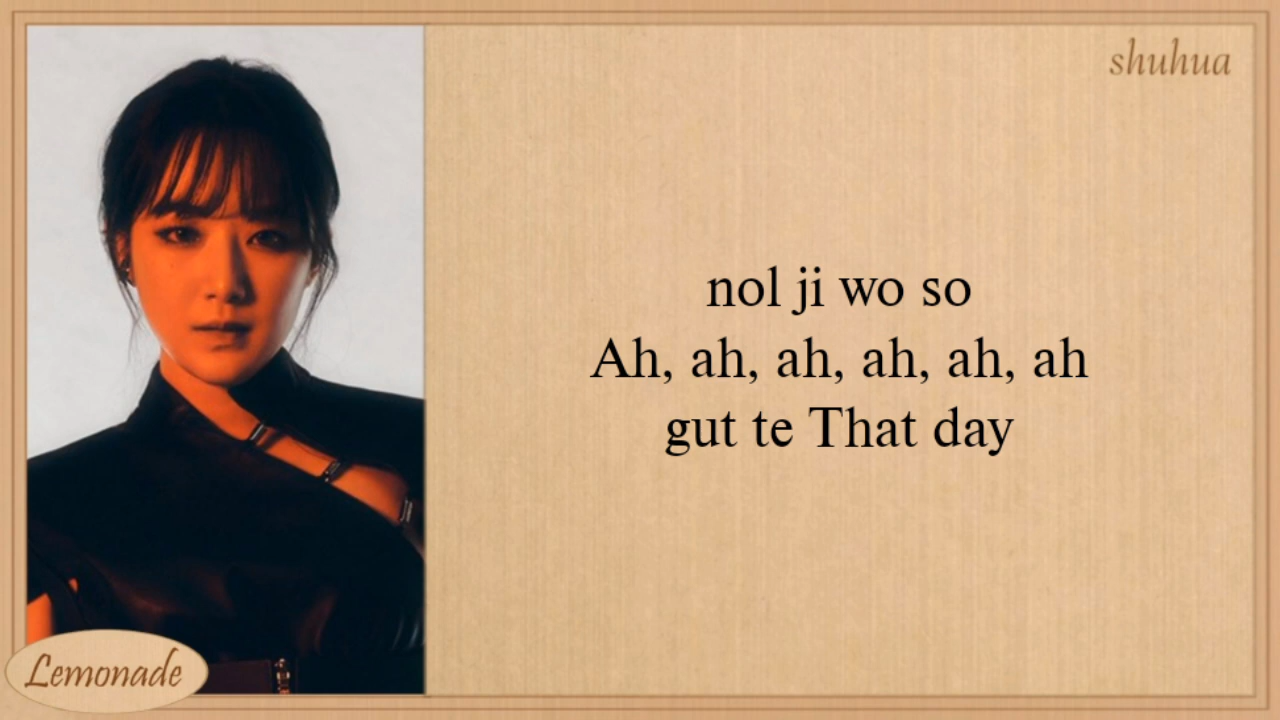 shuhua
nol ji wo so
Ah, ah, ah, ah, ah, ah
gut te That day
Lemonade